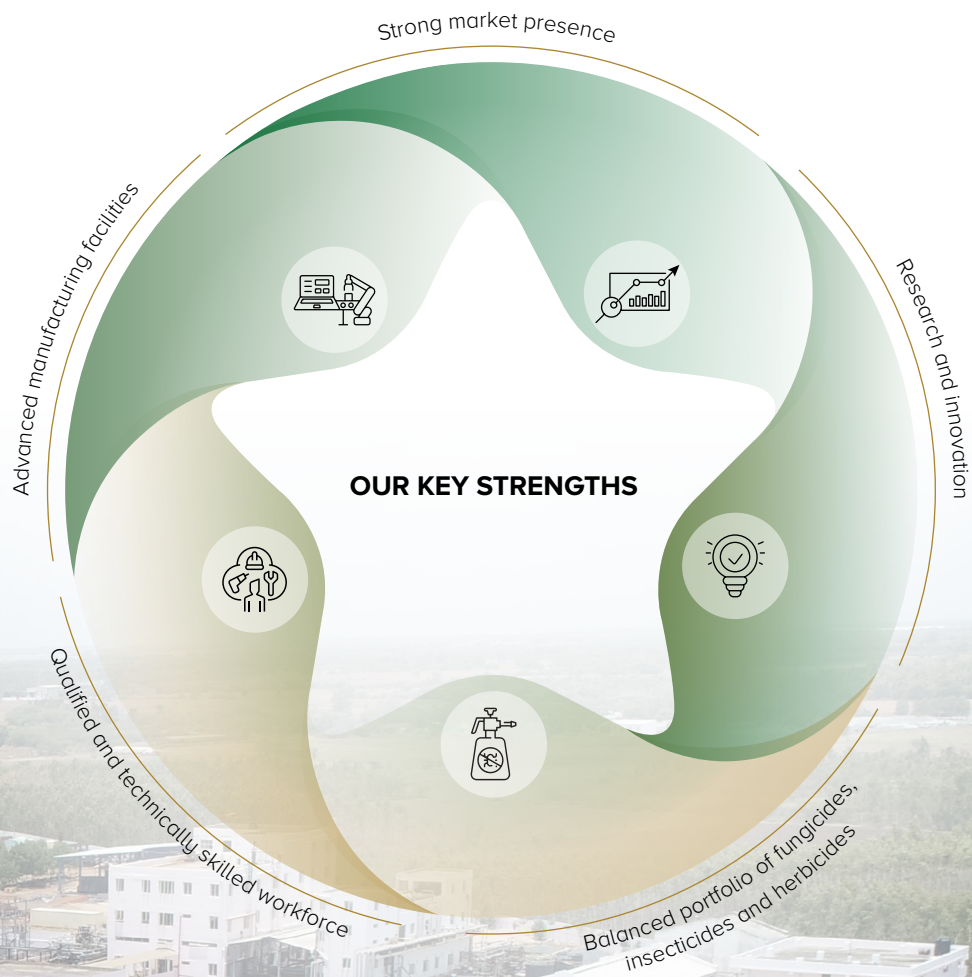 Strong market presence
Advanced manufacturing facilities
Research and innovation
OUR KEY STRENGTHS
Qualified and technically skilled workforce
Balanced portfolio of fungicides,
insecticides and herbicides